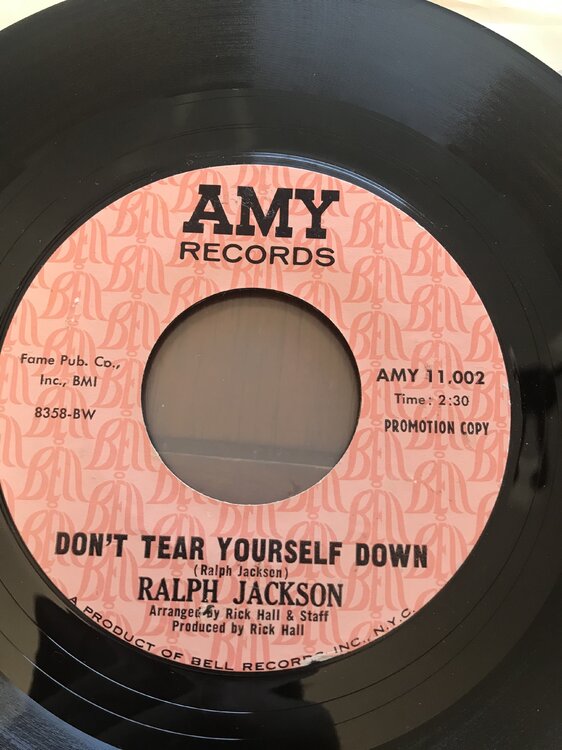 AMY
RECORDS
Fame Pub. Co.,
Inc., BMI
8358-BW
AMY 11.002
Time: 2:30
PROMOTION COPY
DON'T TEAR YOURSELF DOWN
(Ralph Jackson)
RALPH JACKSON
Arranged by Rick Hall & Staff
Produced by Rick Hall
A PRODUCT OF BELL RECORDS, INC., N.Y.C.
BELL